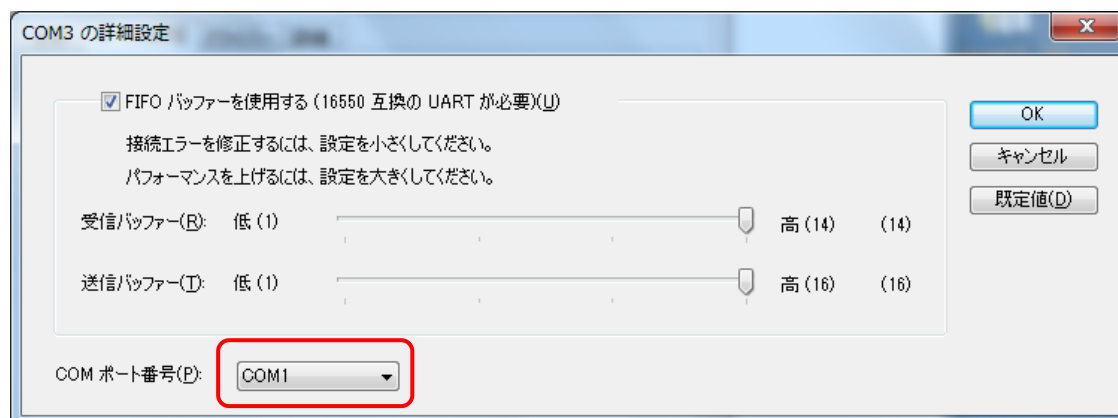 COM3 の詳細設定
FIFO バッファーを使用する (16550 互換の UART が必要)(U)
接続エラーを修正するには、設定を小さくしてください。
パフォーマンスを上げるには、設定を大きくしてください。
受信バッファー(R): 低 (1) 高 (14) (14)
送信バッファー(T): 低 (1) 高 (16) (16)
COM ポート番号(P): COM1
OK
キャンセル
既定値(D)